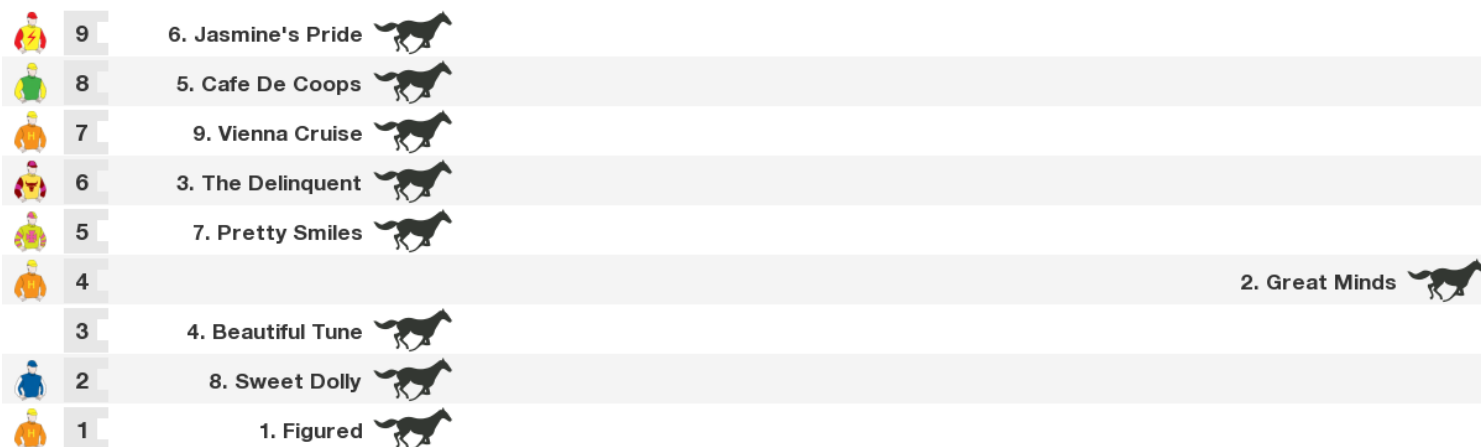 9 6. Jasmine's Pride
8 5. Cafe De Coops
7 9. Vienna Cruise
6 3. The Delinquent
5 7. Pretty Smiles
4 2. Great Minds
3 4. Beautiful Tune
2 8. Sweet Dolly
1 1. Figured